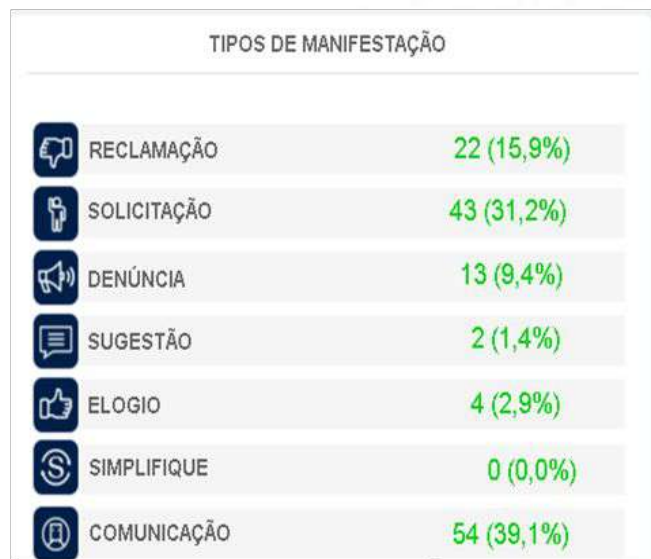 TIPOS DE MANIFESTAÇÃO
RECLAMAÇÃO 22 (15,9%)
SOLICITAÇÃO 43 (31,2%)
DENÚNCIA 13 (9,4%)
SUGESTÃO 2 (1,4%)
ELOGIO 4 (2,9%)
SIMPLIFIQUE 0 (0,0%)
COMUNICAÇÃO 54 (39,1%)